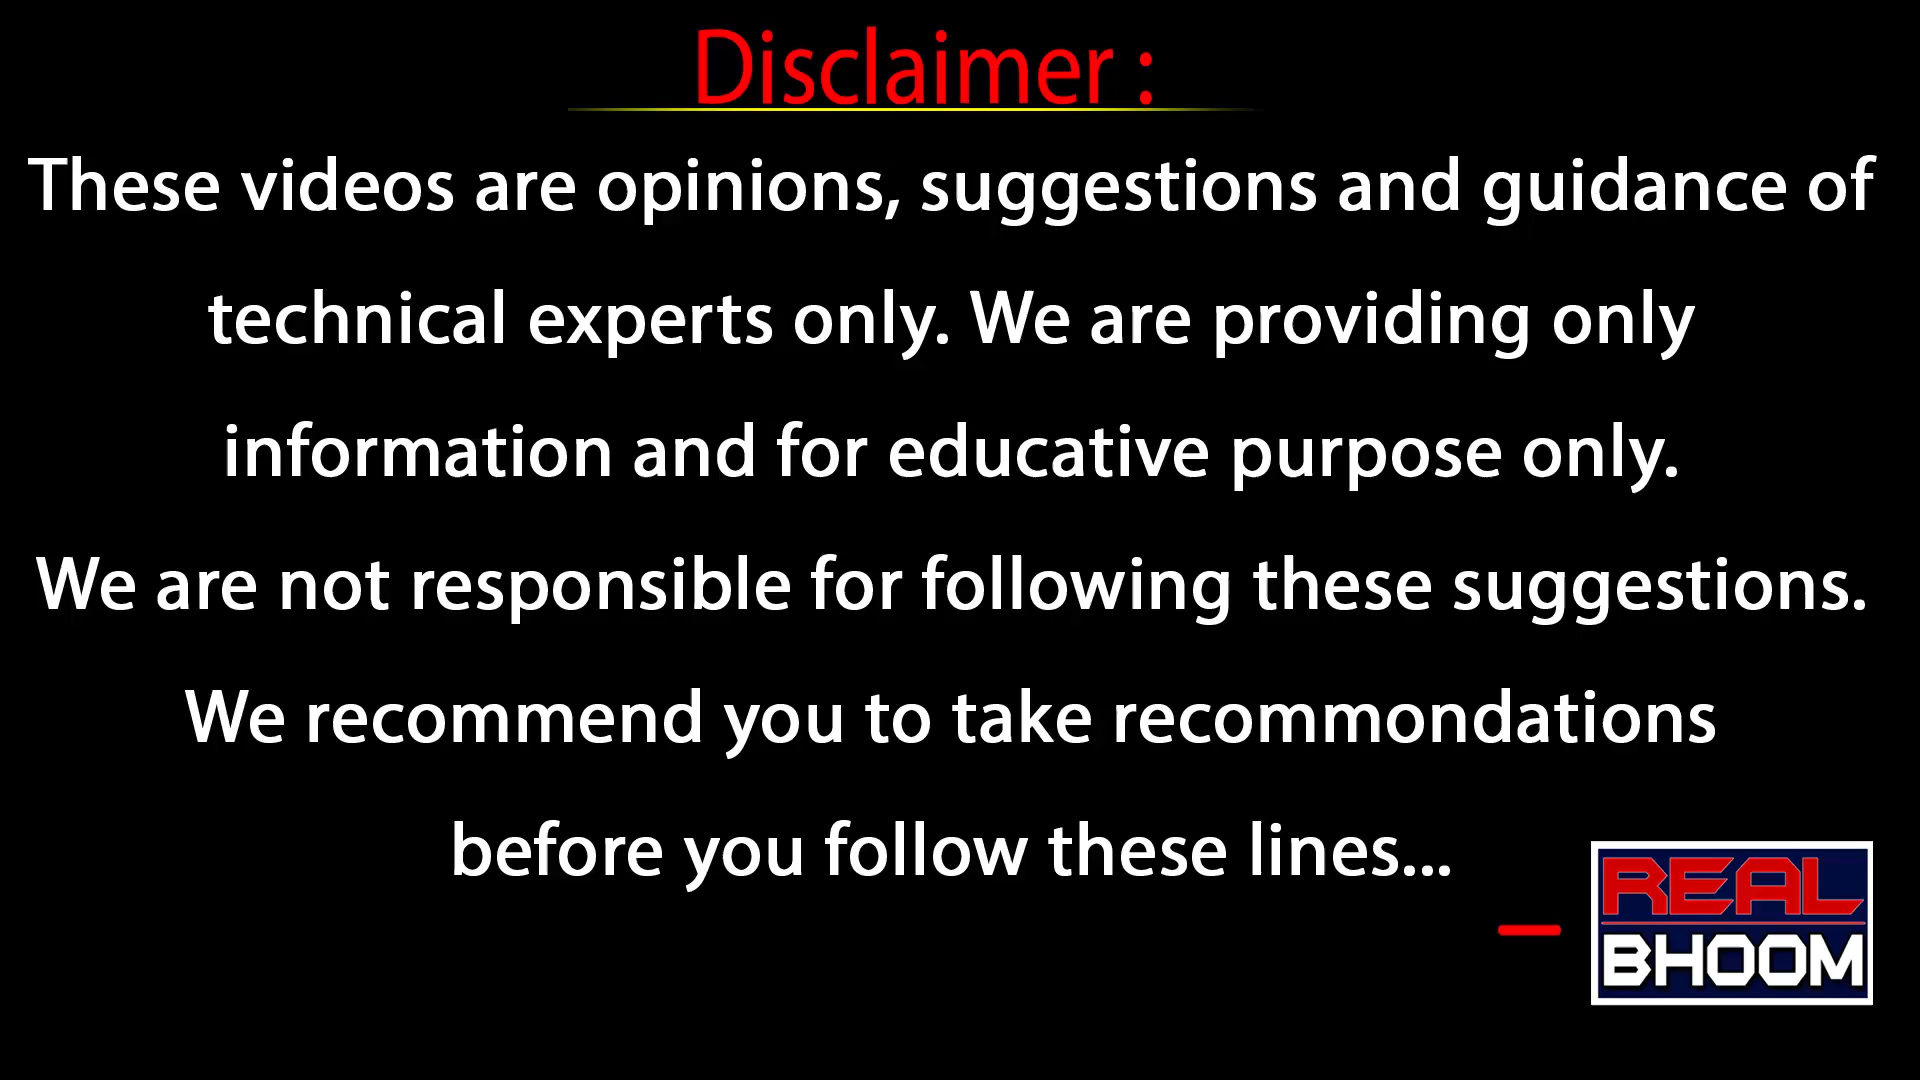 Disclaimer :
These videos are opinions, suggestions and guidance of
technical experts only. We are providing only
information and for educative purpose only.
We are not responsible for following these suggestions.
We recommend you to take recommondations
before you follow these lines...
REAL
BHOOM